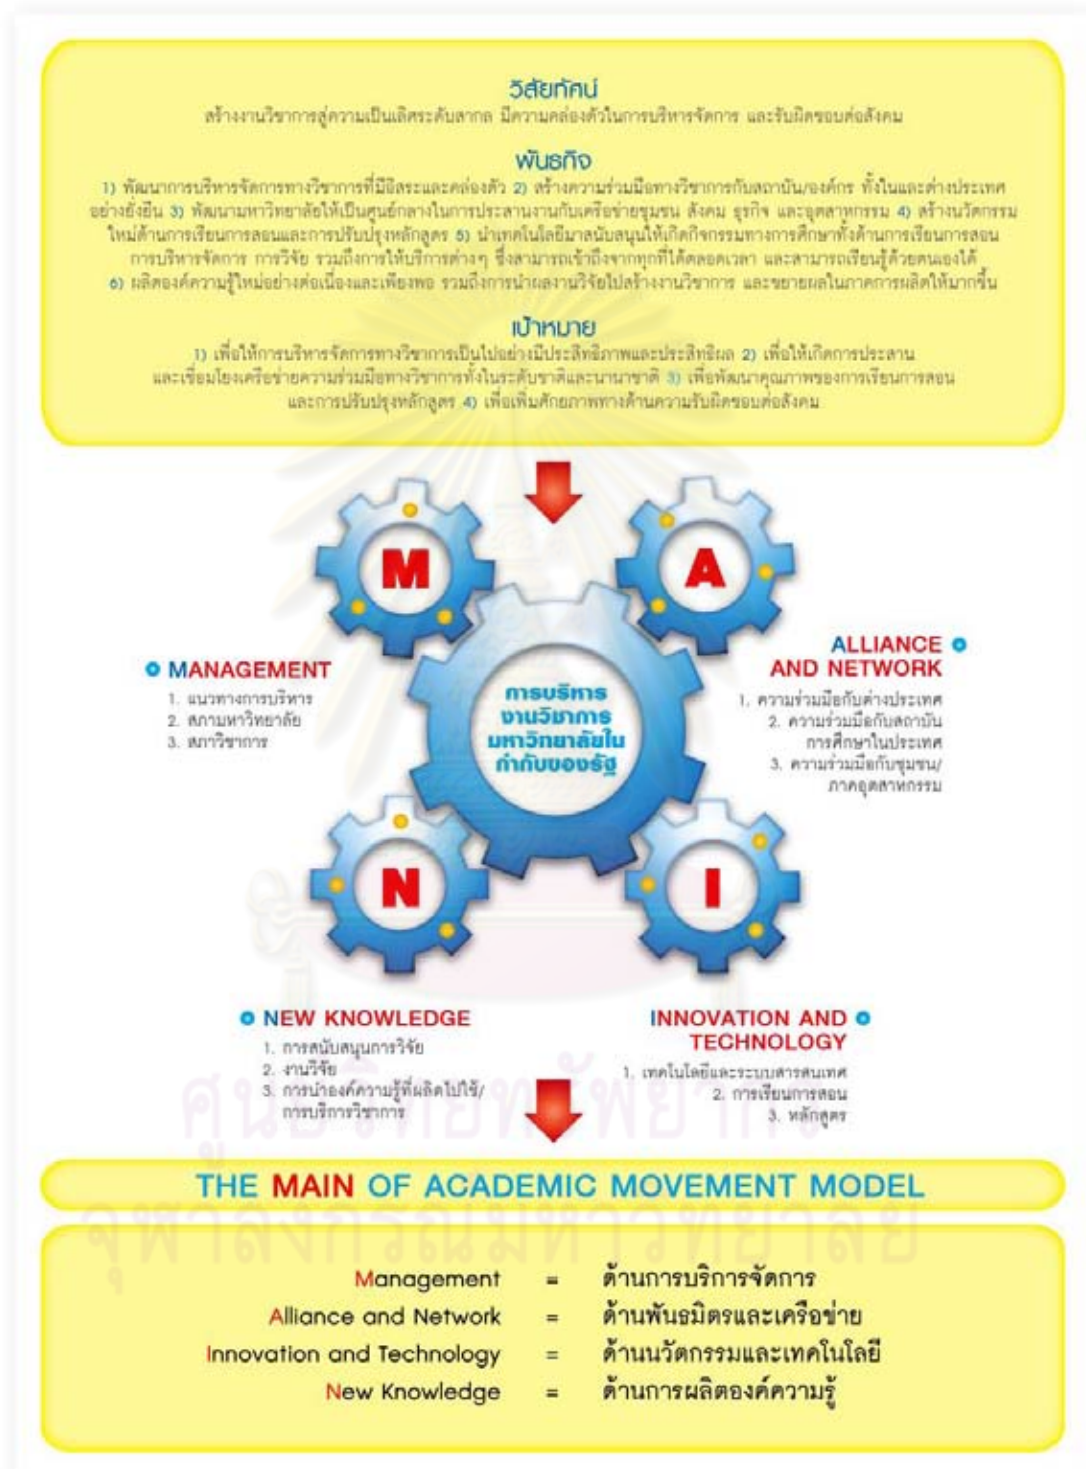 วิสัยทัศน์
สร้างงานวิชาการสู่ความเป็นเลิศระดับสากล มีความคล่องตัวในการบริหารจัดการ และรับผิดชอบต่อสังคม
พันธกิจ
1) พัฒนาการบริหารจัดการทางวิชาการที่มีอิสระและคล่องตัว 2) สร้างความร่วมมือทางวิชาการกับสถาบัน/องค์กร ทั้งในและต่างประเทศ
อย่างยั่งยืน 3) พัฒนามหาวิทยาลัยให้เป็นศูนย์กลางในการประสานงานกับเครือข่ายชุมชน สังคม ธุรกิจ และอุตสาหกรรม 4) สร้างนวัตกรรม
ใหม่ด้านการเรียนการสอนและการปรับปรุงหลักสูตร 5) นำเทคโนโลยีมาสนับสนุนให้เกิดกิจกรรมทางการศึกษาทั้งด้านการเรียนการสอน
การบริหารจัดการ การวิจัย รวมถึงการให้บริการต่างๆ ซึ่งสามารถเข้าถึงจากทุกที่ได้ตลอดเวลา และสามารถเรียนรู้ด้วยตนเองได้
6) ผลิตองค์ความรู้ใหม่อย่างต่อเนื่องและเพียงพอ รวมถึงการนำผลงานวิจัยไปสร้างงานวิชาการ และขยายผลในภาคการผลิตให้มากขึ้น
เป้าหมาย
1) เพื่อให้การบริหารจัดการทางวิชาการเป็นไปอย่างมีประสิทธิภาพและประสิทธิผล 2) เพื่อให้เกิดการประสาน
และเชื่อมโยงเครือข่ายความร่วมมือทางวิชาการทั้งในระดับชาติและนานาชาติ 3) เพื่อพัฒนาคุณภาพของการเรียนการสอน
และการปรับปรุงหลักสูตร 4) เพื่อเพิ่มศักยภาพทางด้านความรับผิดชอบต่อสังคม
M
A
MANAGEMENT
1. แนวทางการบริหาร
2. สภามหาวิทยาลัย
3. สภาวิชาการ
การบริหาร
งานวิชาการ
มหาวิทยาลัยใน
กำกับของรัฐ
ALLIANCE
AND NETWORK
1. ความร่วมมือกับต่างประเทศ
2. ความร่วมมือกับสถาบัน
การศึกษาในประเทศ
3. ความร่วมมือกับชุมชน/
ภาคอุตสาหกรรม
N
I
NEW KNOWLEDGE
1. การสนับสนุนการวิจัย
2. งานวิจัย
3. การนำองค์ความรู้ที่ผลิตไปใช้/
การบริการวิชาการ
INNOVATION AND
TECHNOLOGY
1. เทคโนโลยีและระบบสารสนเทศ
2. การเรียนการสอน
3. หลักสูตร
ศูนย์วิทยทรัพยากร
THE MAIN OF ACADEMIC MOVEMENT MODEL
จุฬาลงกรณ์มหาวิทยาลัย
Management = ด้านการบริการจัดการ
Alliance and Network = ด้านพันธมิตรและเครือข่าย
Innovation and Technology = ด้านนวัตกรรมและเทคโนโลยี
New Knowledge = ด้านการผลิตองค์ความรู้